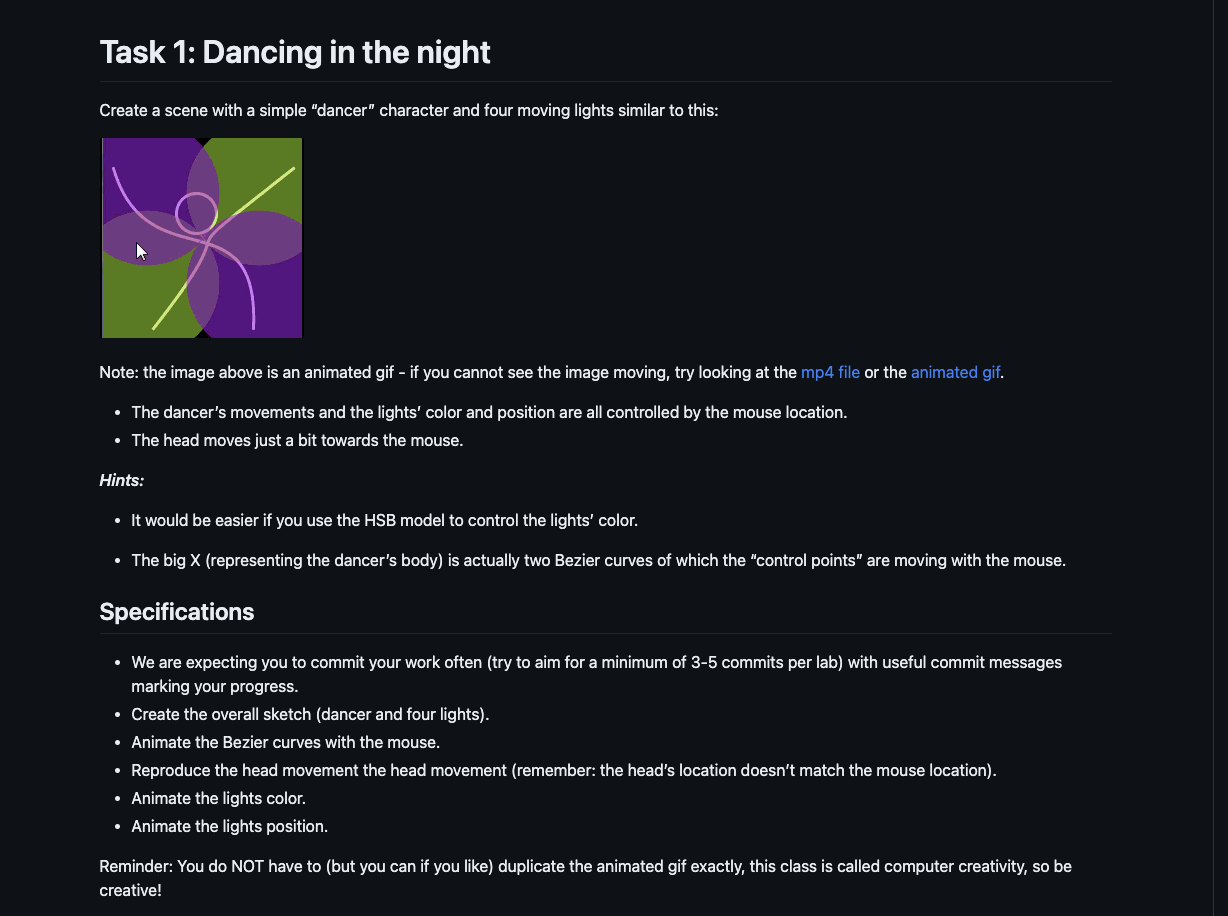 Task 1: Dancing in the night
Create a scene with a simple “dancer” character and four moving lights similar to this:
Note: the image above is an animated gif - if you cannot see the image moving, try looking at the mp4 file or the animated gif.
• The dancer’s movements and the lights’ color and position are all controlled by the mouse location.
• The head moves just a bit towards the mouse.
Hints:
• It would be easier if you use the HSB model to control the lights’ color.
• The big X (representing the dancer’s body) is actually two Bezier curves of which the “control points” are moving with the mouse.
Specifications
• We are expecting you to commit your work often (try to aim for a minimum of 3-5 commits per lab) with useful commit messages
marking your progress.
• Create the overall sketch (dancer and four lights).
• Animate the Bezier curves with the mouse.
• Reproduce the head movement the head movement (remember: the head’s location doesn’t match the mouse location).
• Animate the lights color.
• Animate the lights position.
Reminder: You do NOT have to (but you can if you like) duplicate the animated gif exactly, this class is called computer creativity, so be
creative!